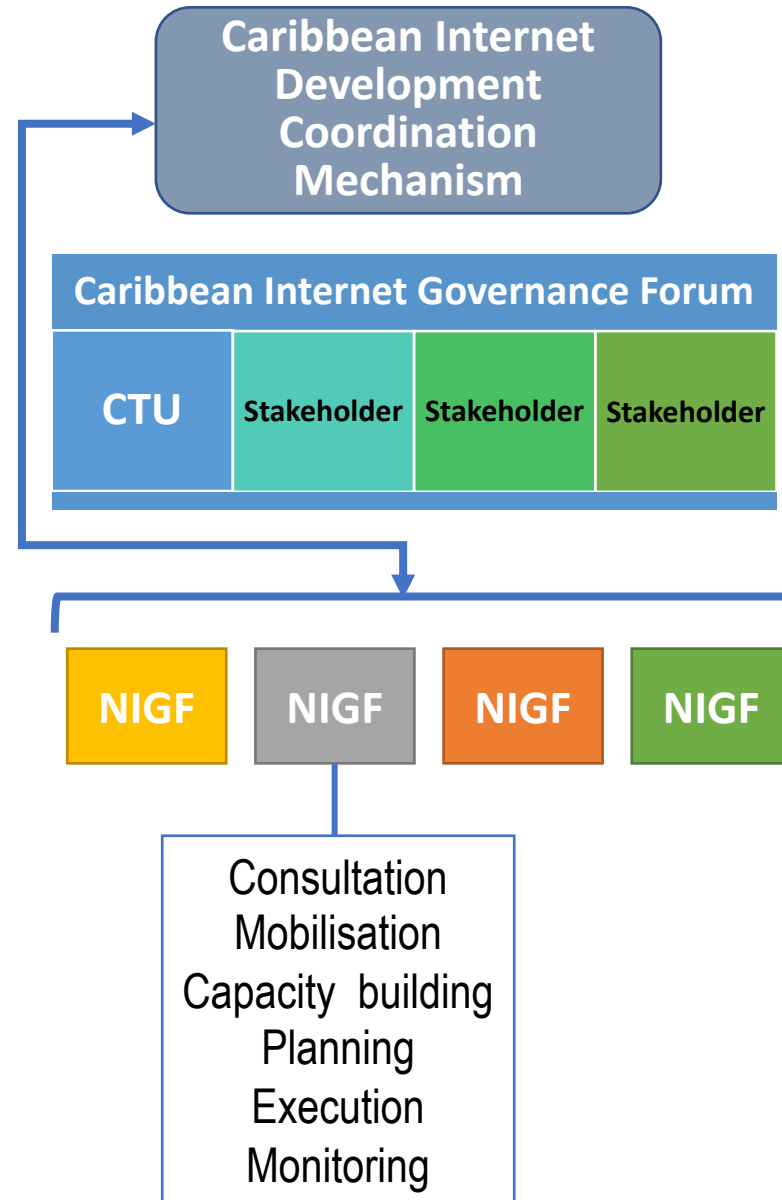 Caribbean Internet
Development
Coordination
Mechanism
Caribbean Internet Governance Forum
CTU
Stakeholder
Stakeholder
Stakeholder
NIGF
NIGF
NIGF
NIGF
Consultation
Mobilisation
Capacity building
Planning
Execution
Monitoring